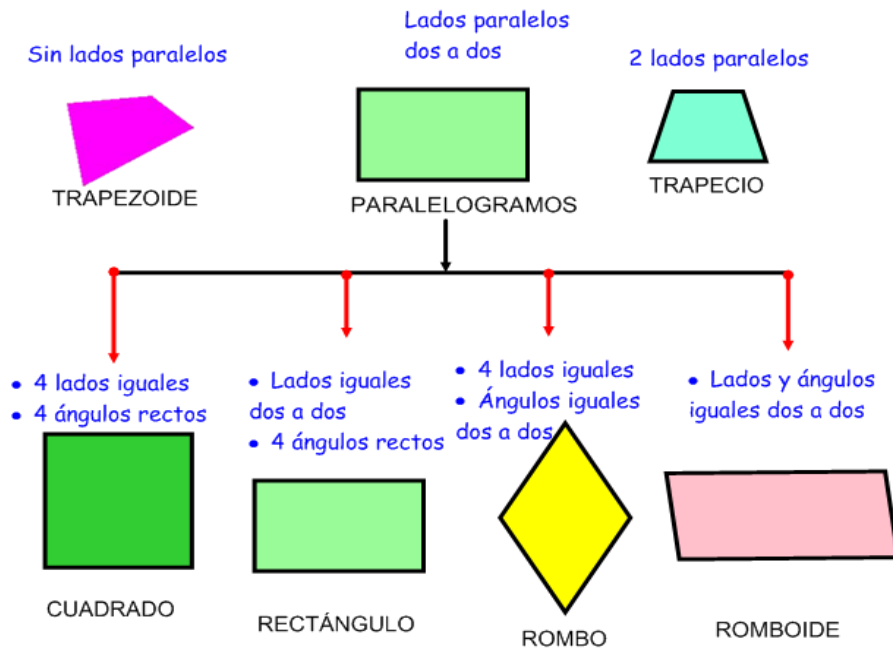 Sin lados paralelos
TRAPEZOIDE
Lados paralelos
dos a dos
PARALELOGRAMOS
2 lados paralelos
TRAPECIO
• 4 lados iguales
• 4 ángulos rectos
CUADRADO
• Lados iguales
dos a dos
• 4 ángulos rectos
RECTÁNGULO
• 4 lados iguales
• Ángulos iguales
dos a dos
ROMBO
• Lados y ángulos
iguales dos a dos
ROMBOIDE